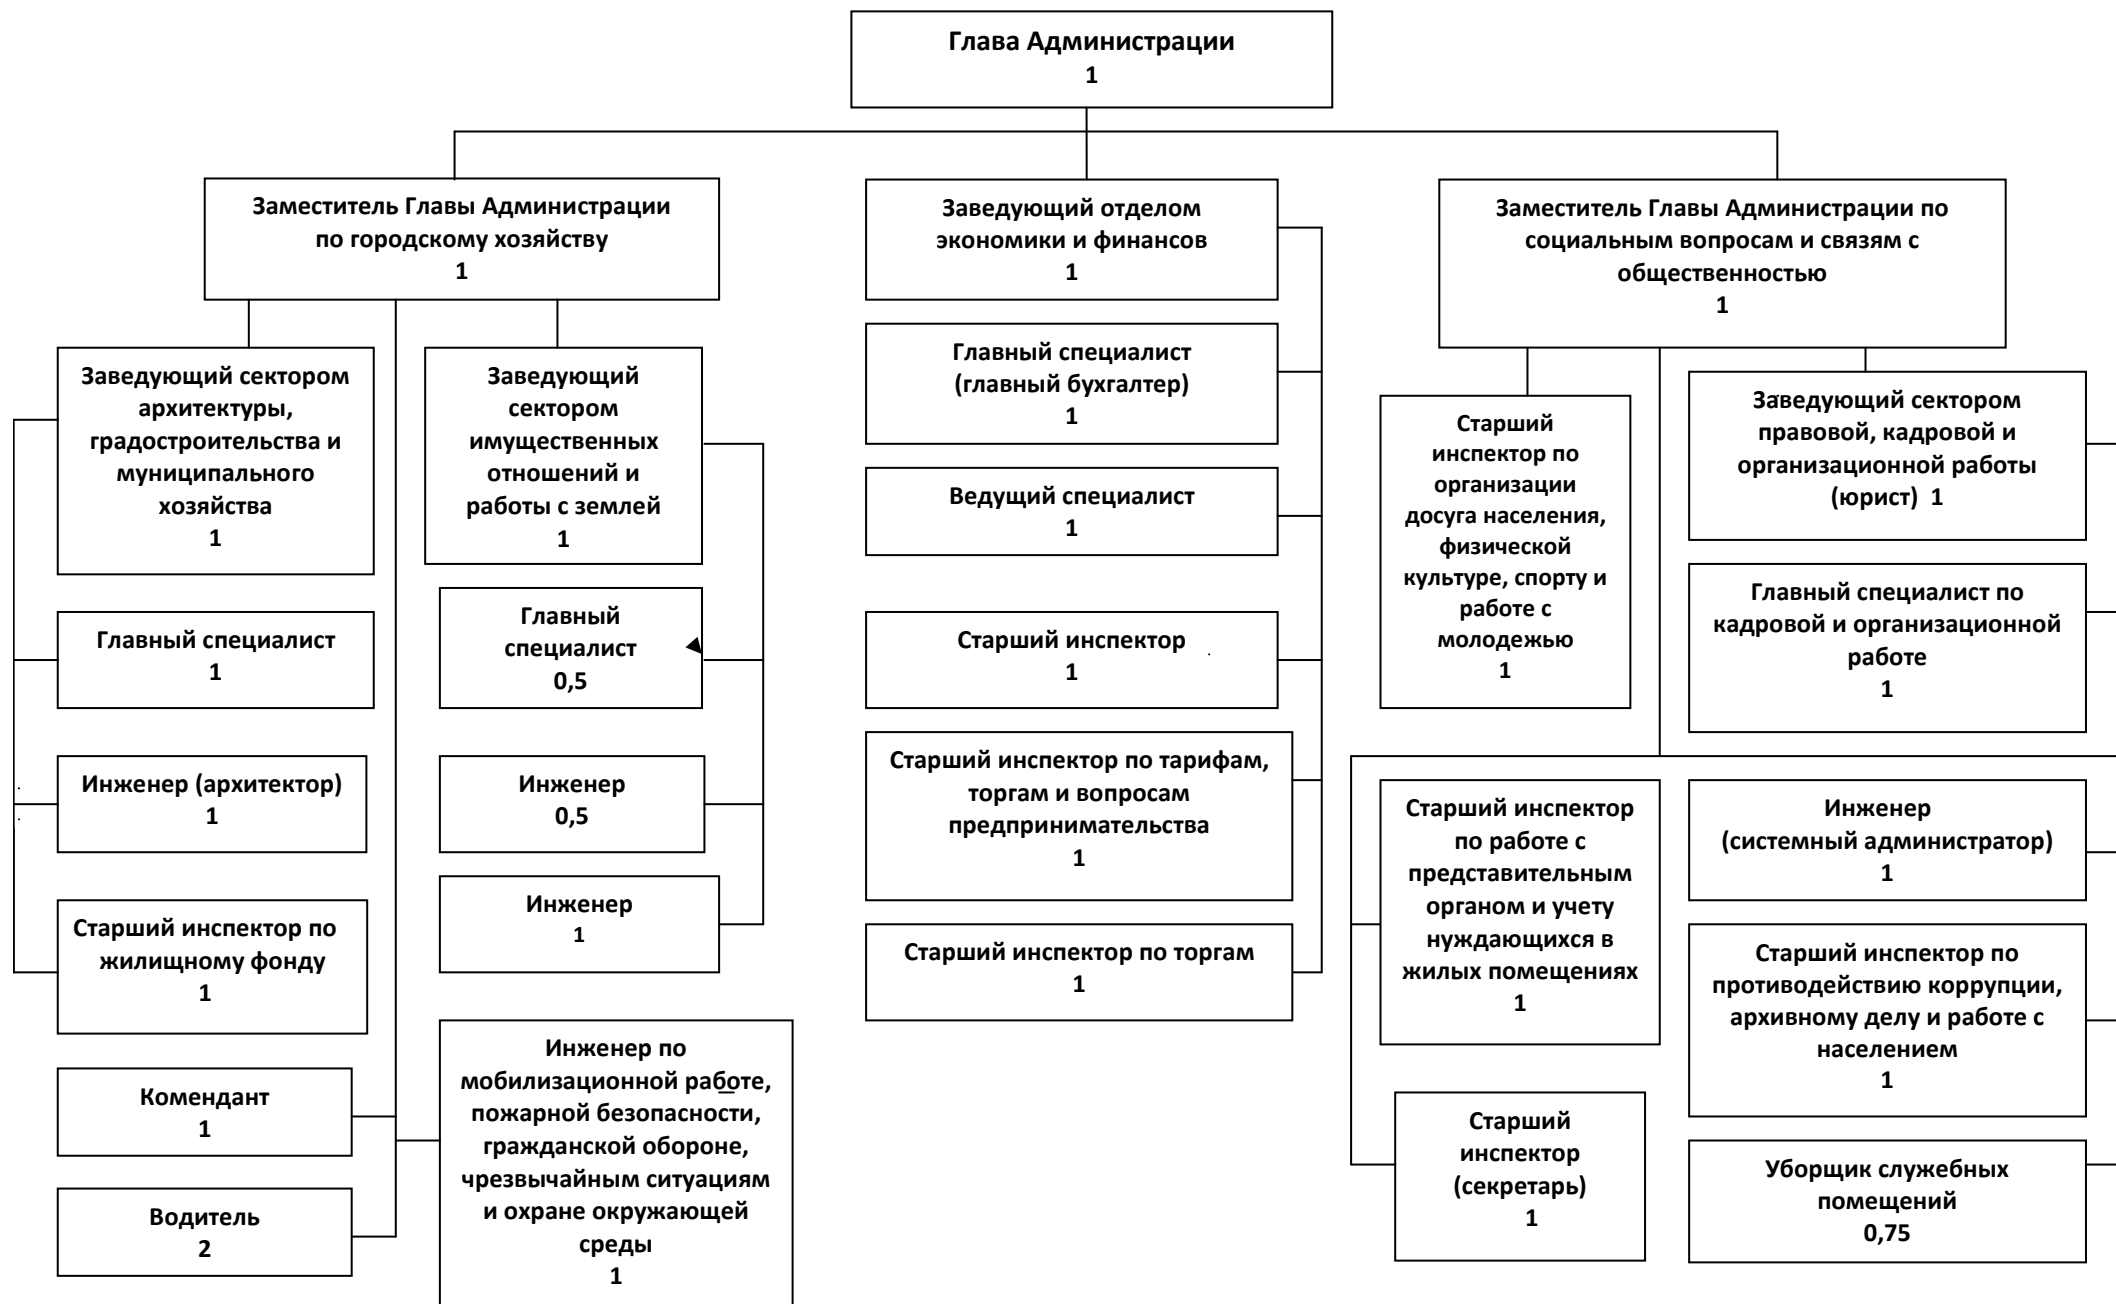 Глава Администрации
1
Заместитель Главы Администрации
по городскому хозяйству
1
Заведующий отделом
экономики и финансов
1
Заместитель Главы Администрации по
социальным вопросам и связям с
общественностью
1
Заведующий сектором
архитектуры,
градостроительства и
муниципального
хозяйства
1
Главный специалист
1
Инженер (архитектор)
1
Старший инспектор по
жилищному фонду
1
Комендант
1
Водитель
2
Заведующий
сектором
имущественных
отношений и
работы с землей
1
Главный
специалист
0,5
Инженер
0,5
Инженер
1
Инженер по
мобилизационной работе,
пожарной безопасности,
гражданской обороне,
чрезвычайным ситуациям
и охране окружающей
среды
1
Главный специалист
(главный бухгалтер)
1
Ведущий специалист
1
Старший инспектор
1
Старший инспектор по тарифам,
торгам и вопросам
предпринимательства
1
Старший инспектор по торгам
1
Старший
инспектор по
организации
досуга населения,
физической
культуре, спорту и
работе с
молодежью
1
Старший инспектор
по работе с
представительным
органом и учету
нуждающихся в
жилых помещениях
1
Старший
инспектор
(секретарь)
1
Заведующий сектором
правовой, кадровой и
организационной работы
(юрист) 1
Главный специалист по
кадровой и организационной
работе
1
Инженер
(системный администратор)
1
Старший инспектор по
противодействию коррупции,
архивному делу и работе с
населением
1
Уборщик служебных
помещений
0,75